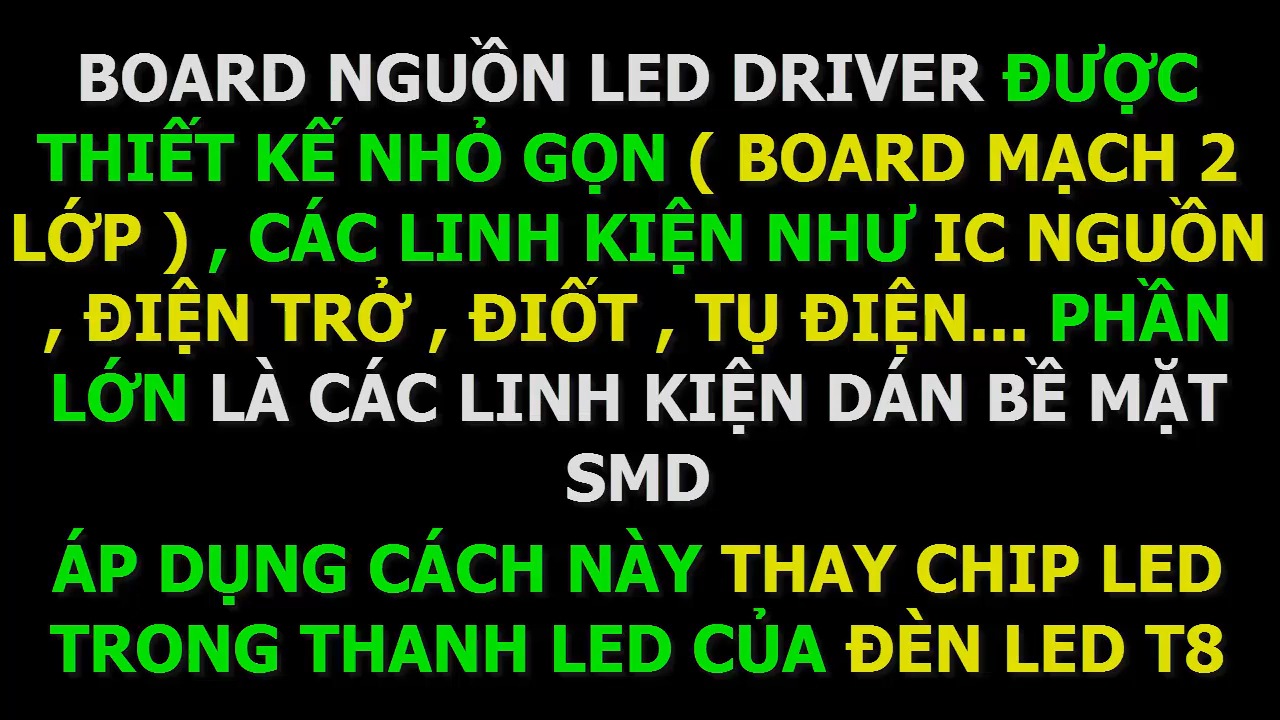 BOARD NGUỒN LED DRIVER ĐƯỢC
THIẾT KẾ NHỎ GỌN ( BOARD MẠCH 2
LỚP ) , CÁC LINH KIỆN NHƯ IC NGUỒN
, ĐIỆN TRỞ , ĐIỐT , TỤ ĐIỆN... PHẦN
LỚN LÀ CÁC LINH KIỆN DÁN BỀ MẶT
SMD
ÁP DỤNG CÁCH NÀY THAY CHIP LED
TRONG THANH LED CỦA ĐÈN LED T8